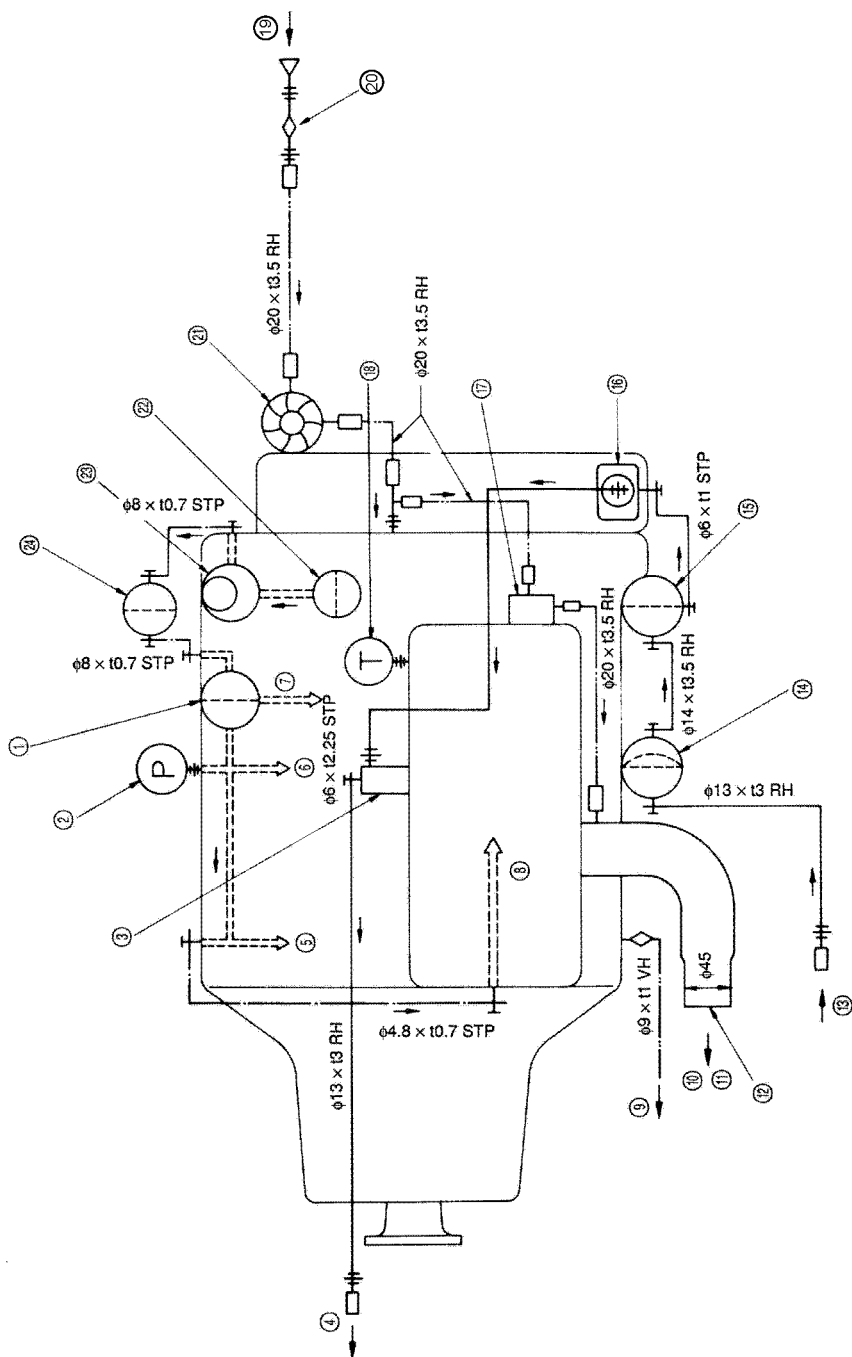 ⑲
⑳
φ20 × t3.5 RH
㉑
⑱
φ20 × t3.5 RH
㉒
㉓
φ8 × t0.7 STP
㉔
⑰
⑯
φ6 × t1 STP
⑮
φ8 × t0.7 STP
T
φ20 × t3.5 RH
φ14 × t3.5 RH
①
⑦
φ6 × t2.25 STP
⑭
P
②
⑥
φ13 × t3 RH
③
⑧
⑤
φ4.8 × t0.7 STP
φ13 × t3 RH
φ9 × t1 VH
φ45
⑬
⑩
⑪
⑫
⑨
④